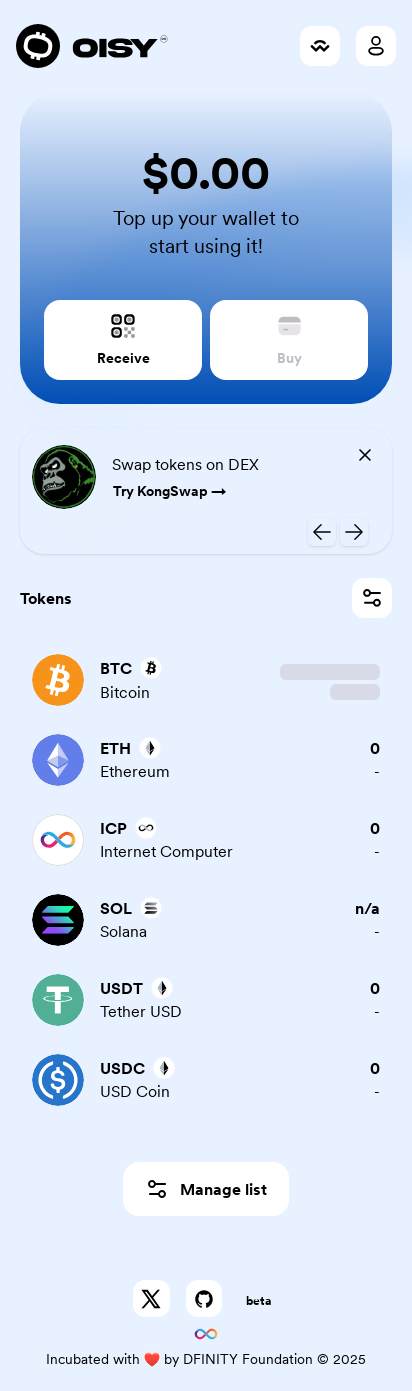 OISY
$0.00
Top up your wallet to
start using it!
Receive
Buy
Swap tokens on DEX
Try KongSwap →
Tokens
BTC
Bitcoin
ETH 0
Ethereum -
ICP 0
Internet Computer -
SOL n/a
Solana -
USDT 0
Tether USD -
USDC 0
USD Coin -
Manage list
beta
Incubated with ❤️ by DFINITY Foundation © 2025